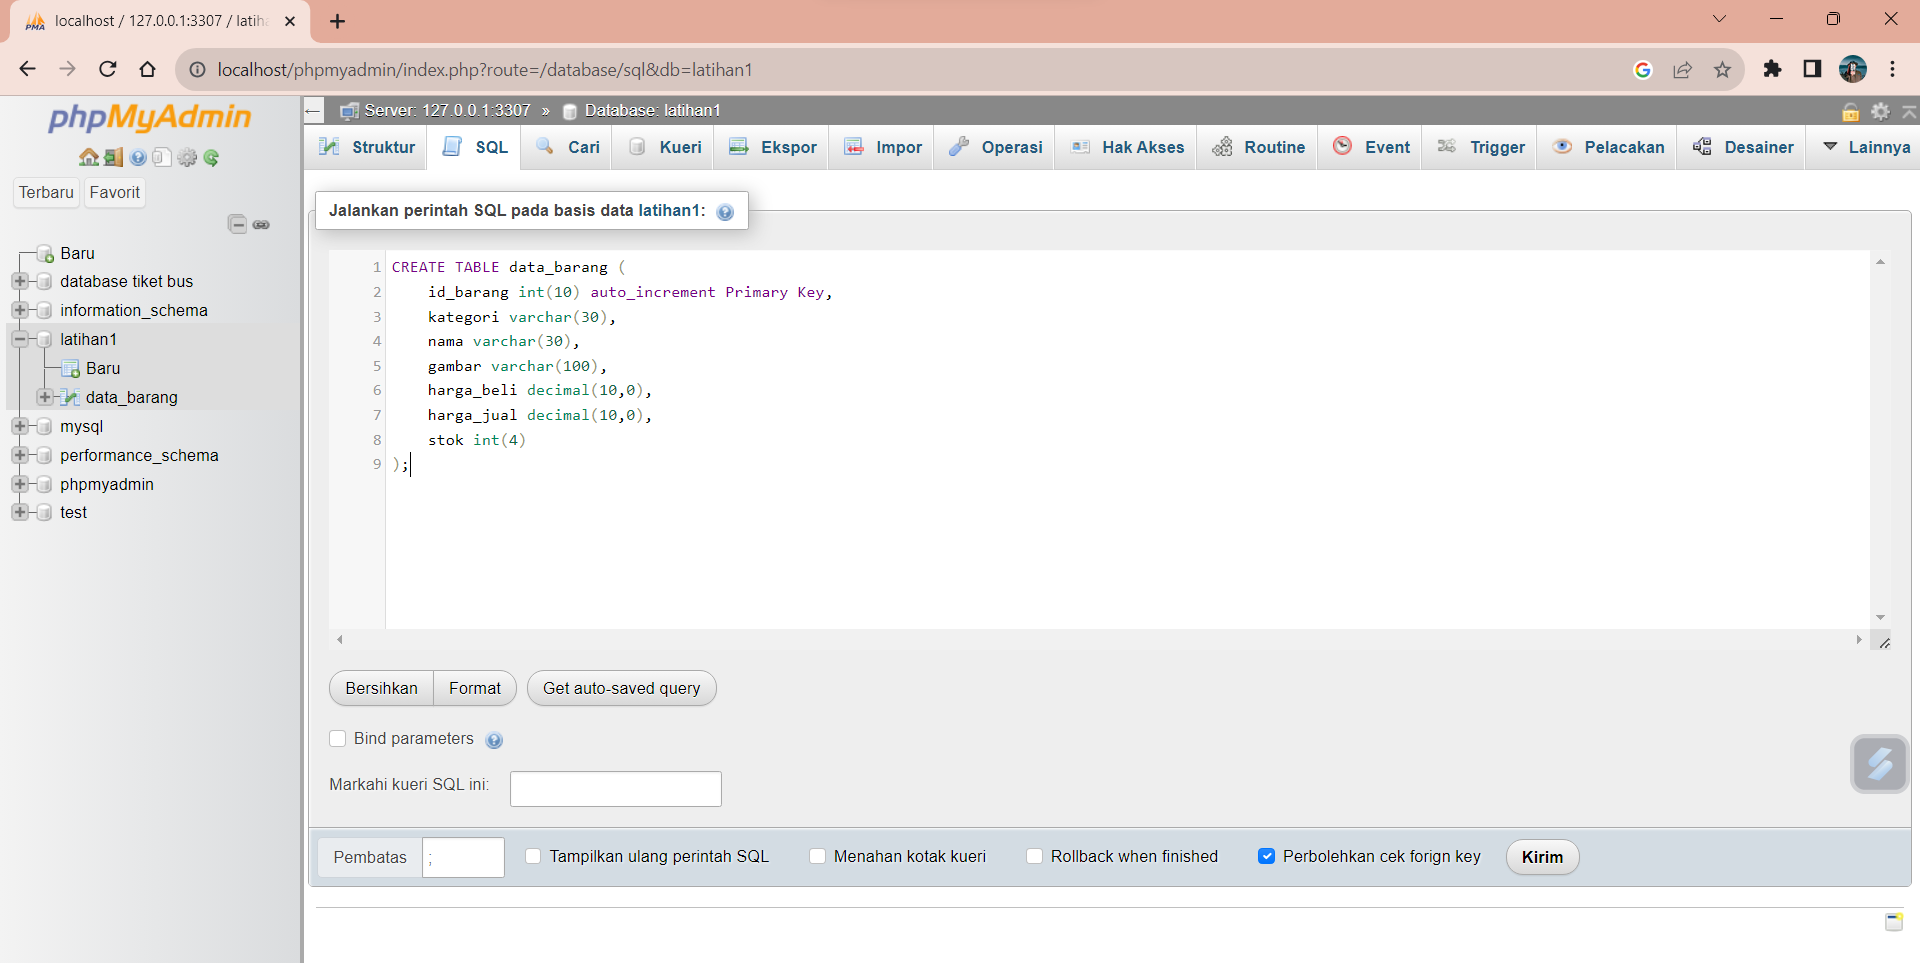 localhost / 127.0.0.1:3307 / latih
localhost/phpmyadmin/index.php?route=/database/sql&db=latihan1
phpMyAdmin
Terbaru Favorit
Baru
database tiket bus
information_schema
latihan1
Baru
data_barang
mysql
performance_schema
phpmyadmin
test
Server: 127.0.0.1:3307 » Database: latihan1
Struktur SQL Cari Kueri Ekspor Impor Operasi Hak Akses Routine Event Trigger Pelacakan Desainer Lainnya
Jalankan perintah SQL pada basis data latihan1:
1 CREATE TABLE data_barang (
2 id_barang int(10) auto_increment Primary Key,
3 kategori varchar(30),
4 nama varchar(30),
5 gambar varchar(100),
6 harga_beli decimal(10,0),
7 harga_jual decimal(10,0),
8 stok int(4)
9 );
Bersihkan Format Get auto-saved query
Bind parameters
Markahi kueri SQL ini:
Pembatas ; Tampilkan ulang perintah SQL Menahan kotak kueri Rollback when finished Perbolehkan cek forign key Kirim